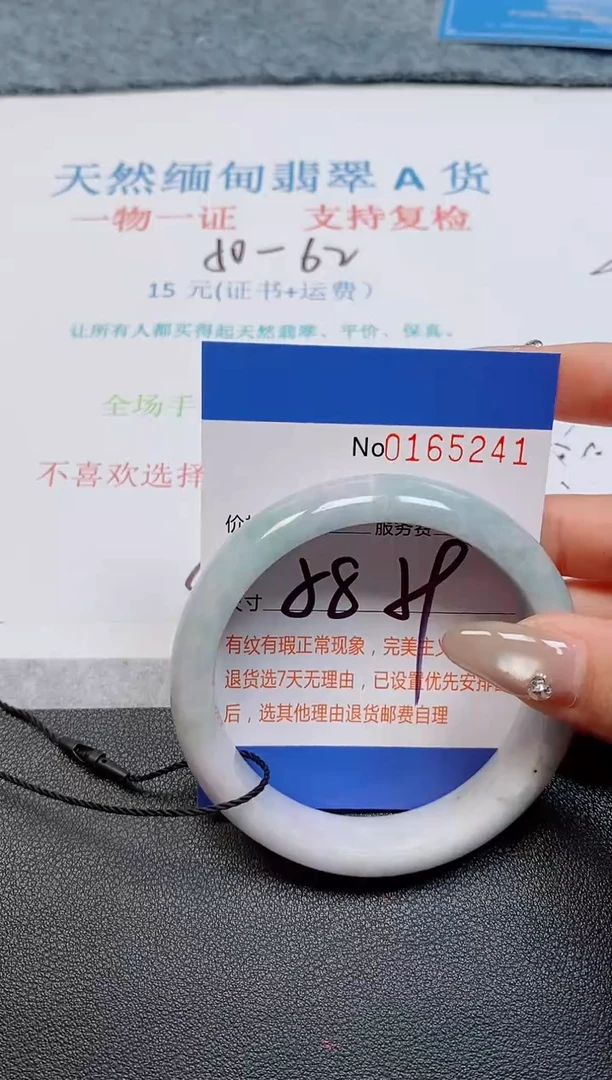 天然缅甸翡翠 A 货
一物一证 支持复检
15 元(证书+运费）
让所有人都买得起天然翡翠、平价、保真。
全场手
不喜欢选择
No0165241
服务费
寸
有纹有瑕正常现象，完美主
退货选7天无理由，已设置优先安排
后，选其他理由退货邮费自理